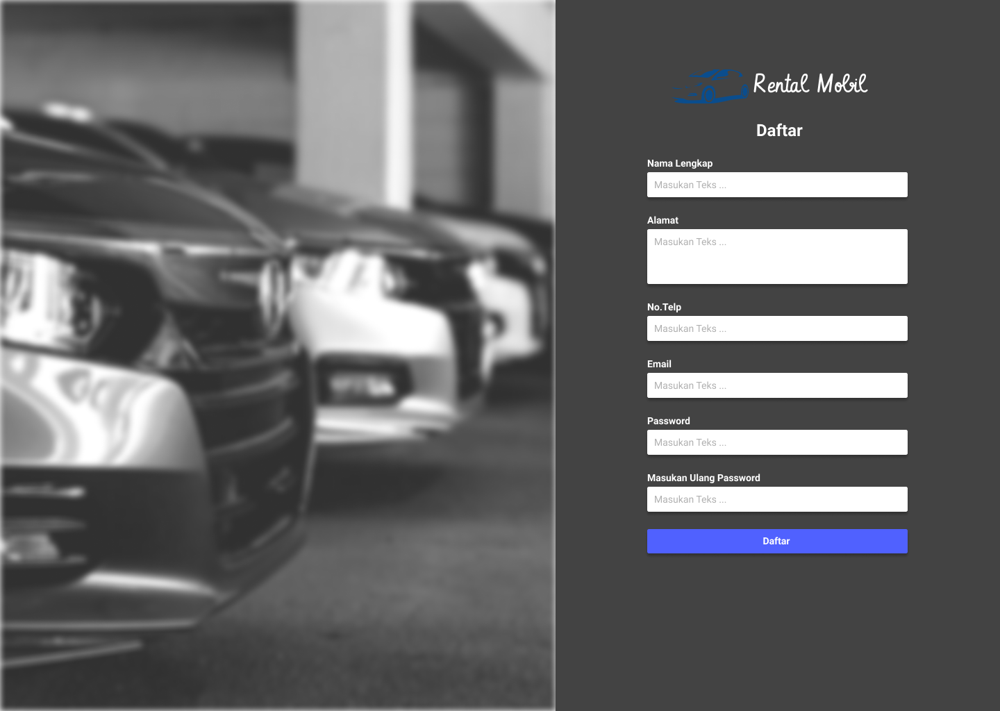 Rental Mobil
Daftar
Nama Lengkap
Masukan Teks ...
Alamat
Masukan Teks ...
No.Telp
Masukan Teks ...
Email
Masukan Teks ...
Password
Masukan Teks ...
Masukan Ulang Password
Masukan Teks ...
Daftar